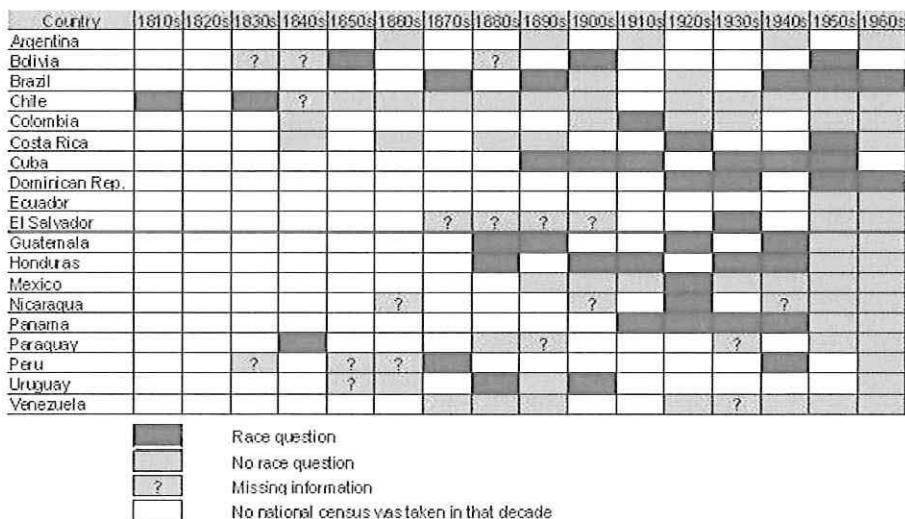 Country 1810s 1820s 1830s 1840s 1850s 1860s 1870s 1880s 1890s 1900s 1910s 1920s 1930s 1940s 1950s 1960s
Argentina
Bolivia ? ? ?
Brazil
Chile ?
Colombia
Costa Rica
Cuba
Dominican Rep.
Ecuador
El Salvador ? ? ? ?
Guatemala
Honduras
Mexico
Nicaragua ? ? ?
Panama
Paraguay ? ?
Peru ? ? ?
Uruguay ?
Venezuela ?
Race question
No race question
? Missing information
No national census was taken in that decade